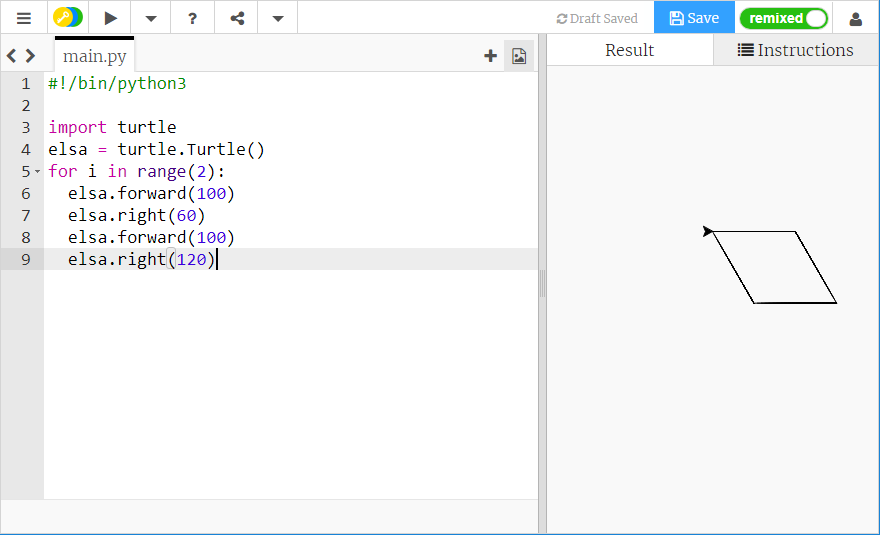 ? Draft Saved Save remixed
main.py Result Instructions
1 #!/bin/python3
2
3 import turtle
4 elsa = turtle.Turtle()
5 for i in range(2):
6 elsa.forward(100)
7 elsa.right(60)
8 elsa.forward(100)
9 elsa.right(120)